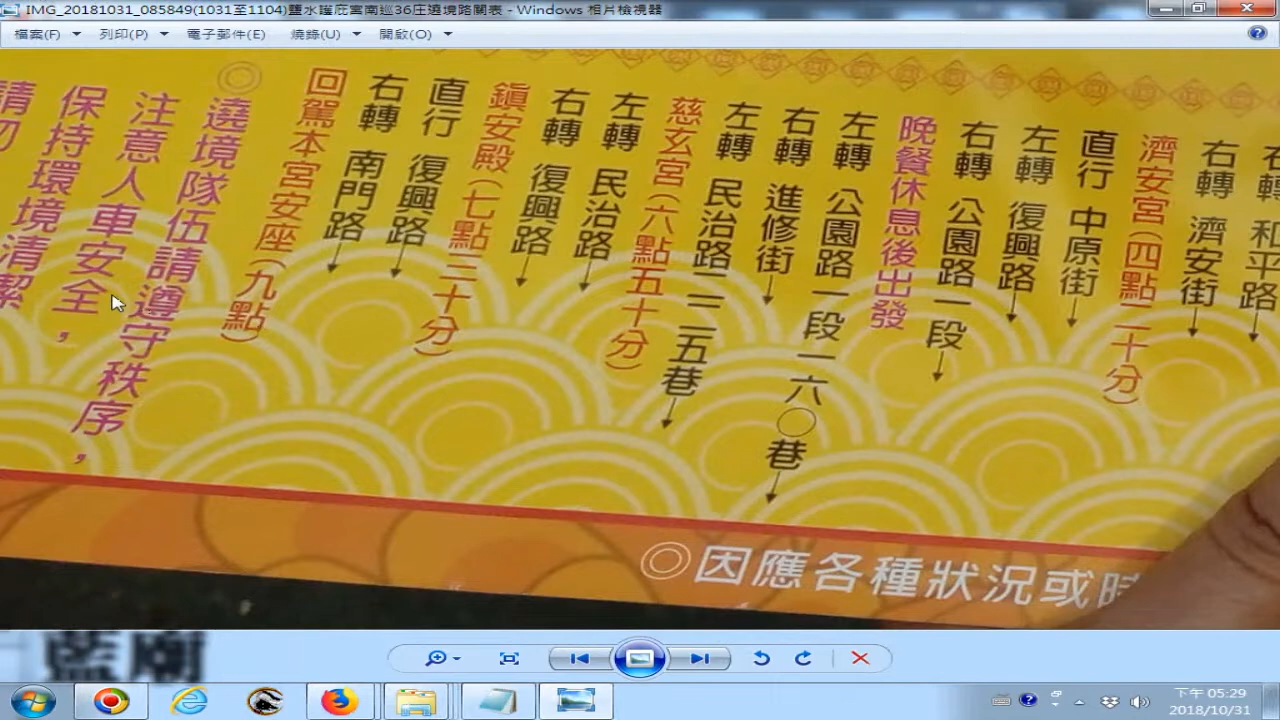 IMG_20181031_085849(1031至1104)鹽水護庇宮南巡36庄遶境路關表 - Windows 相片檢視器
檔案(F) 列印(P) 電子郵件(E) 燒錄(U) 開啟(O)
右轉 和平路
右轉 濟安街
濟安宮(四點二十分)
直行 中原街
左轉 復興路
右轉 公園路一段
晚餐休息後出發
左轉 公園路一段一六〇巷
右轉 進修街
左轉 民治路二二五巷
慈玄宮(六點五十分)
左轉 民治路
右轉 復興路
鎮安殿(七點三十分)
直行 復興路
右轉 南門路
回駕本宮安座(九點)
◎遶境隊伍請遵守秩序,
注意人車安全,
保持環境清潔
請勿
◎因應各種狀況或時
藍廟
下午 05:29
2018/10/31